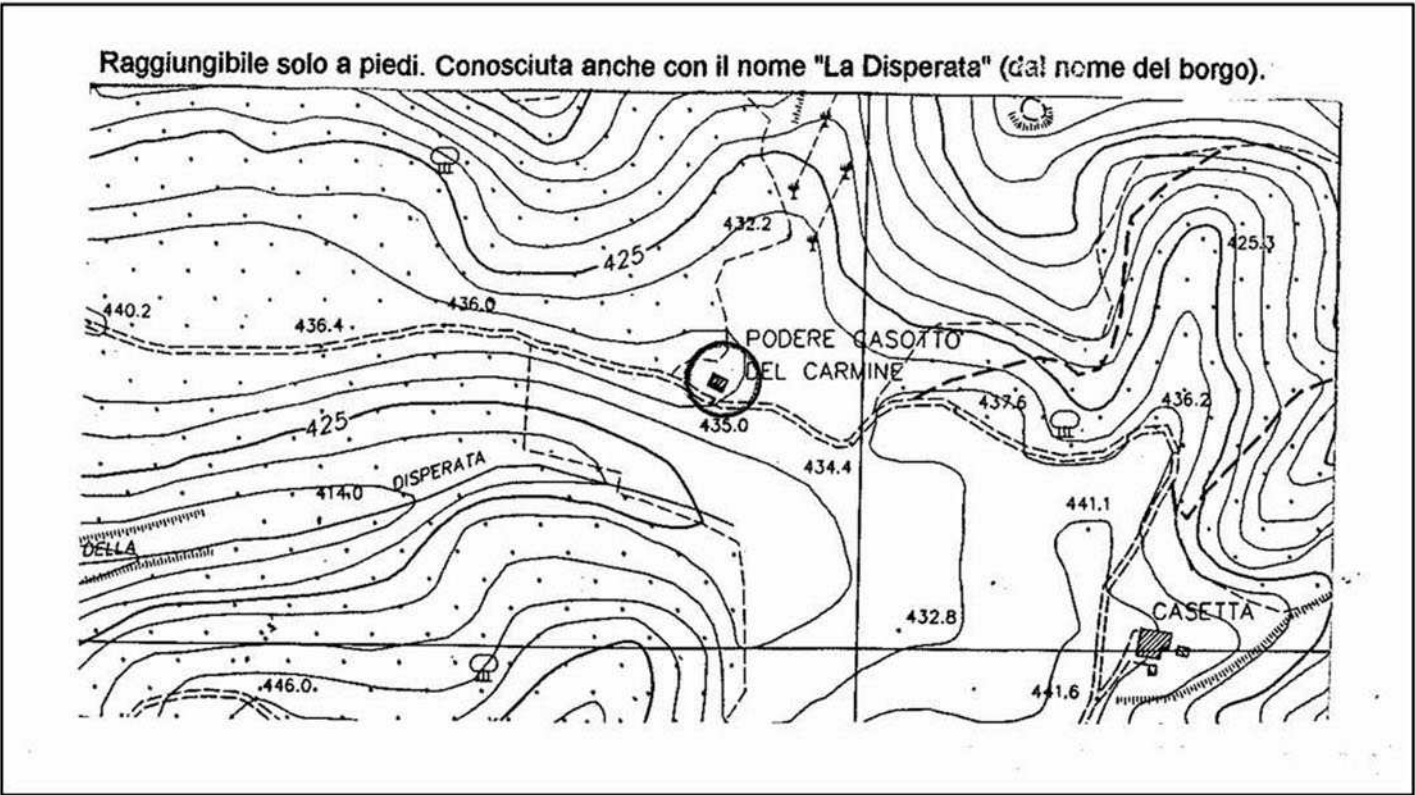 Raggiungibile solo a piedi. Conosciuta anche con il nome "La Disperata" (dal nome del borgo).
432.2
425.3
425
440.2
436.0
436.4
PODERE CASOTTO
DEL CARMINE
437.6
436.2
435.0
425
434.4
DISPERATA
414.0
441.1
DELLA
CASETTA
432.8
446.0
441.6